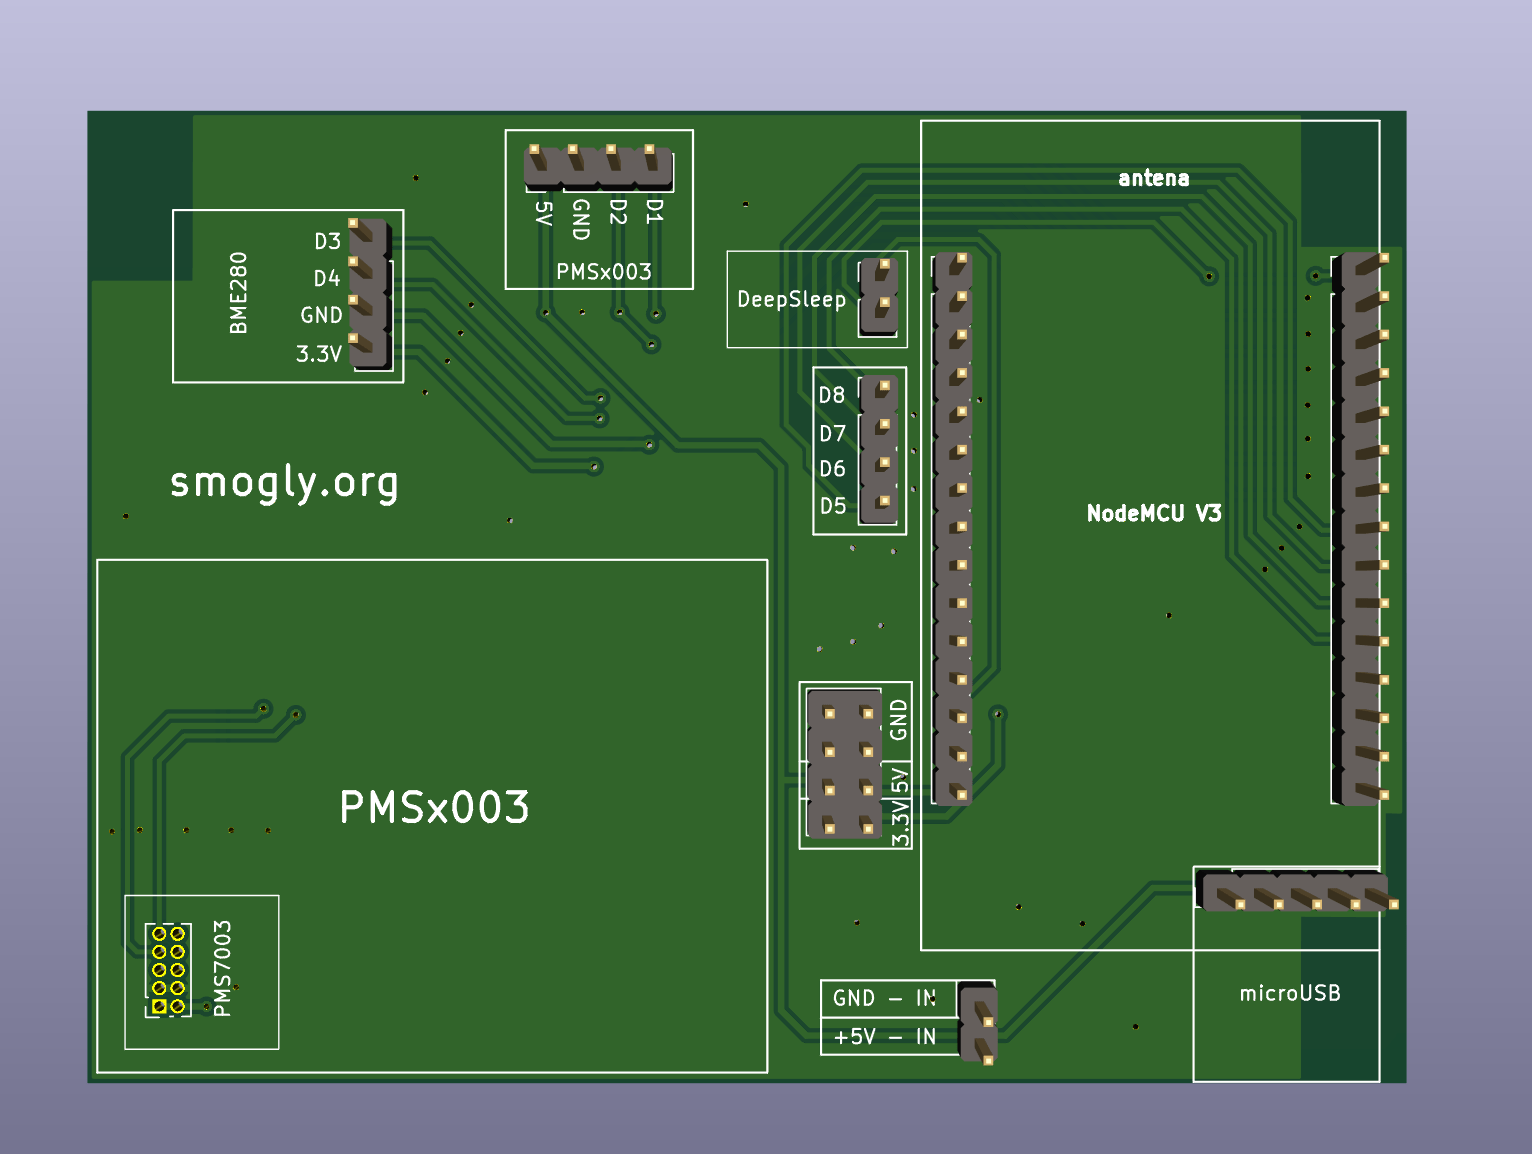 antena
5V
GND
D2
D1
PMSx003
BME280
D3
D4
GND
3.3V
DeepSleep
D8
D7
D6
D5
smogly.org
NodeMCU V3
GND
5V
3.3V
PMSx003
PMS7003
GND - IN
+5V - IN
microUSB